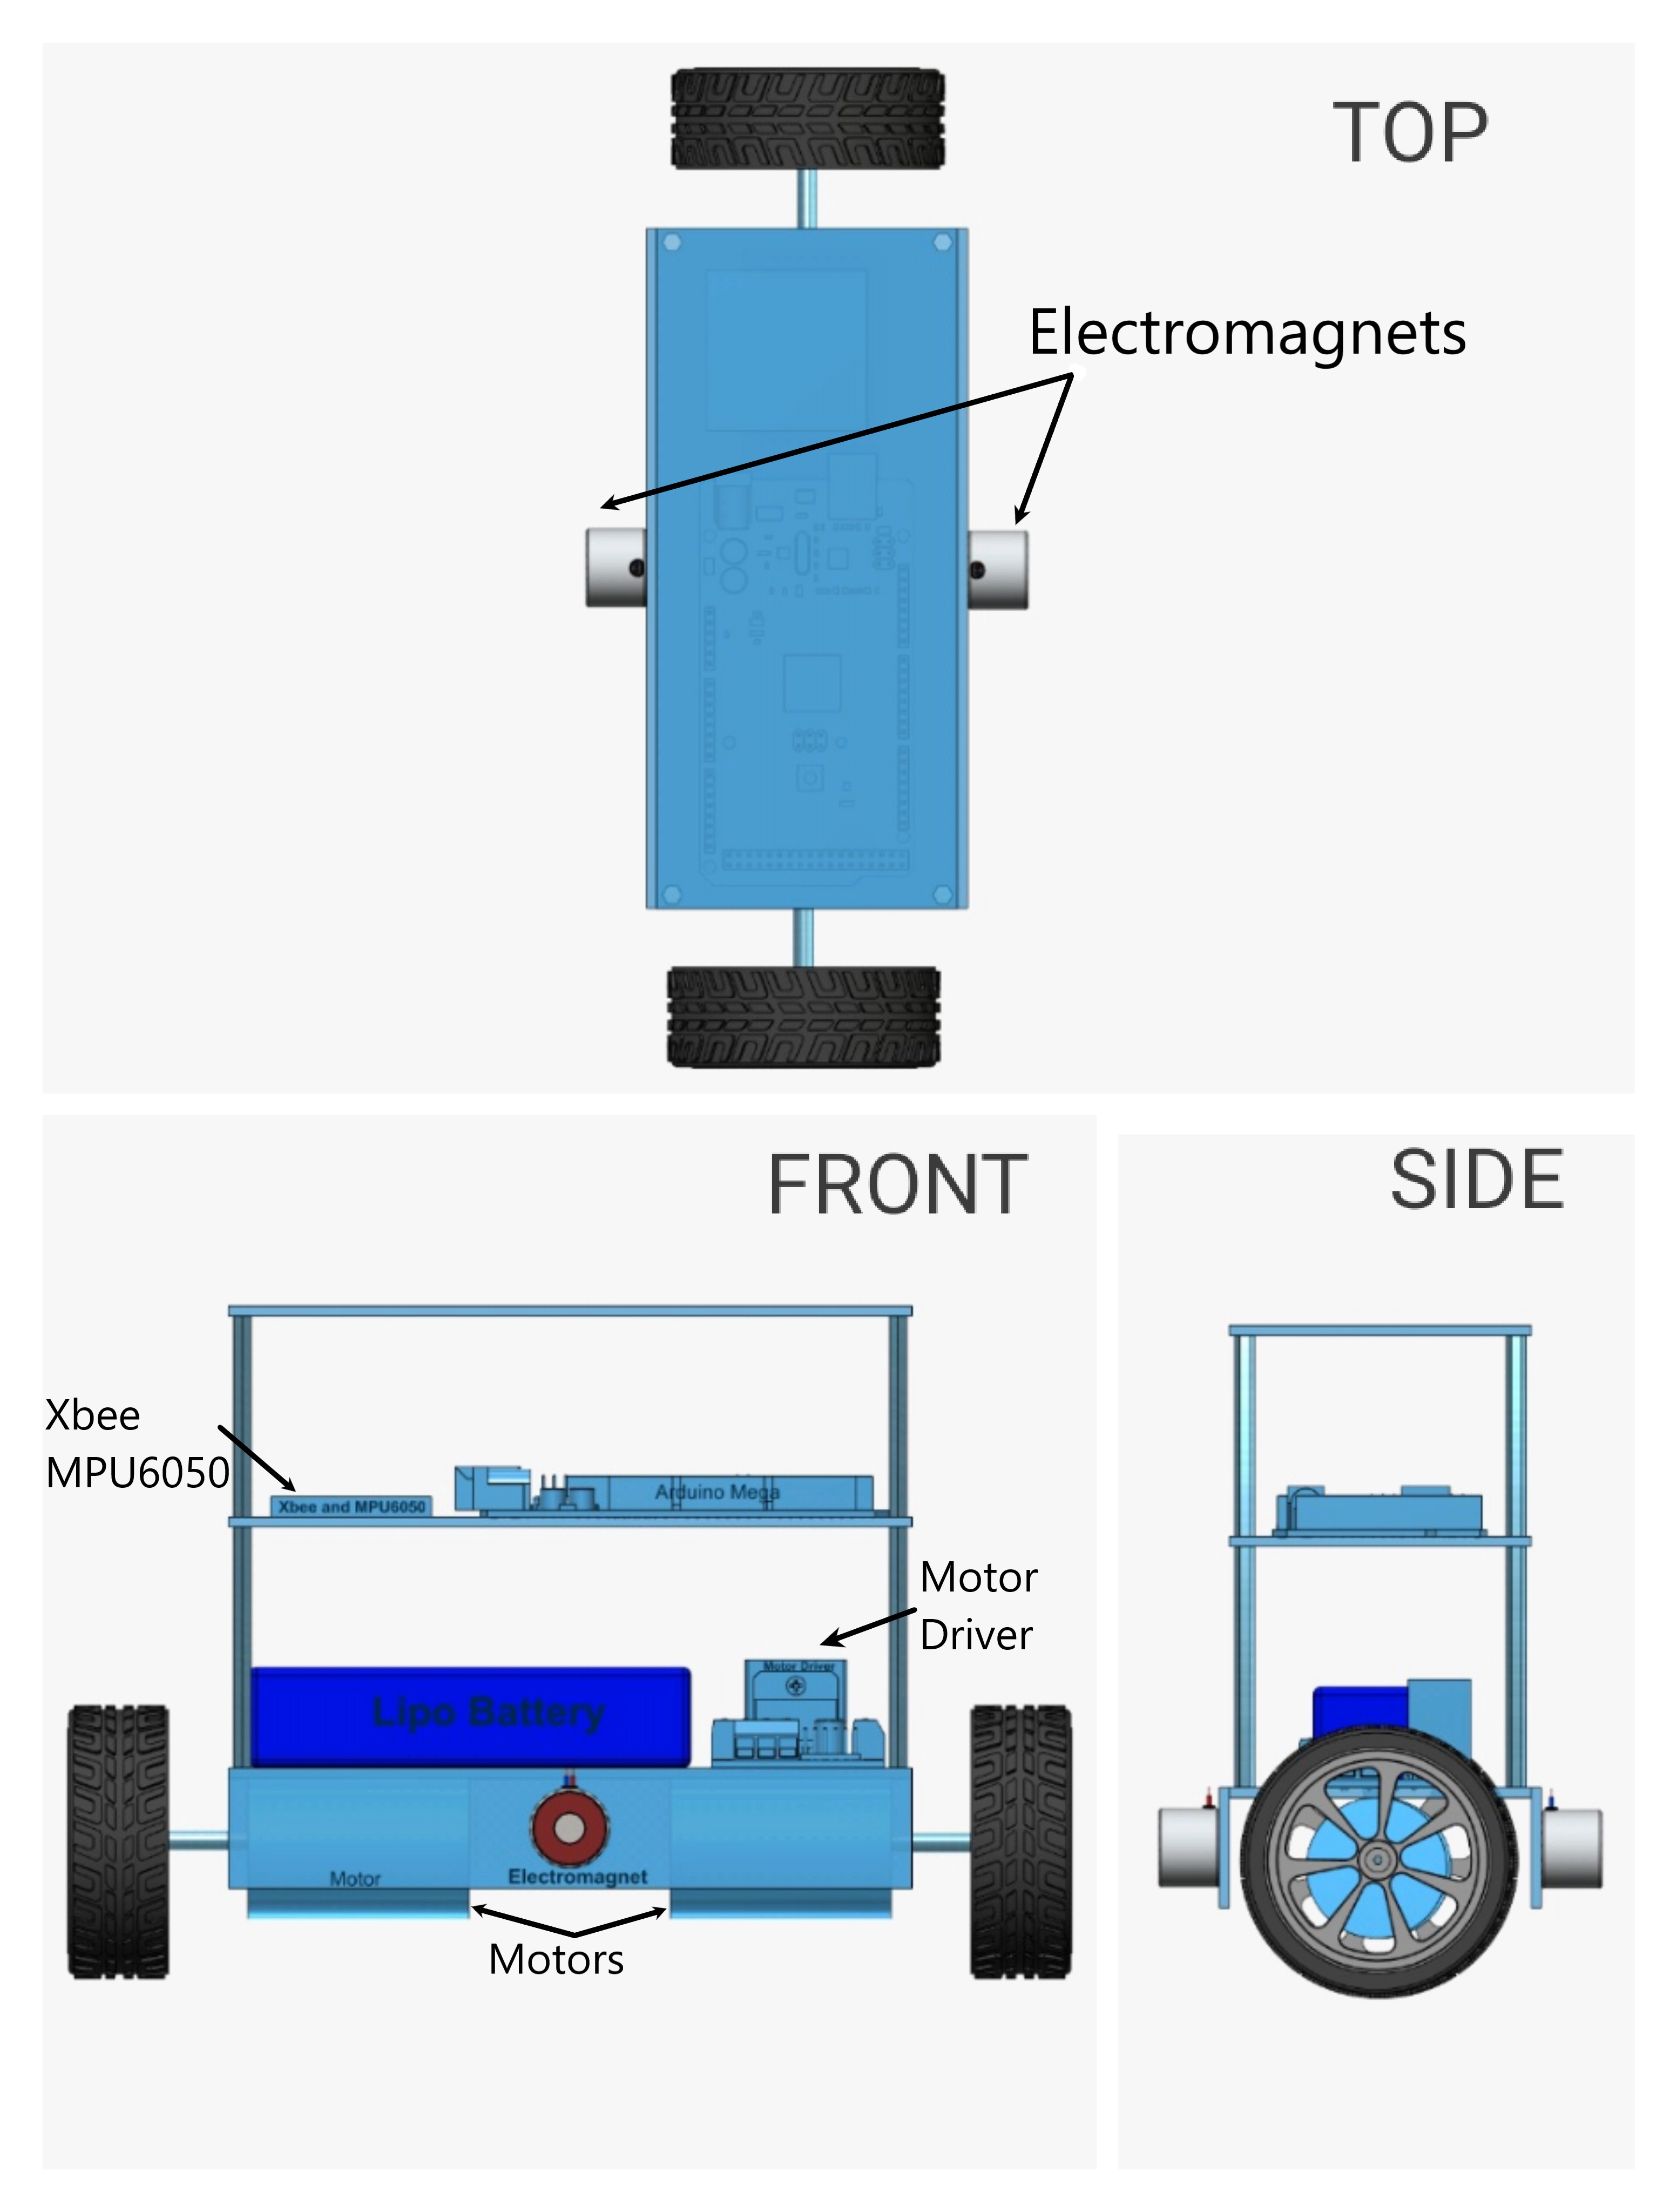 TOP
Electromagnets
FRONT
SIDE
Xbee
MPU6050
Xbee and MPU6050
Arduino Mega
Motor
Driver
Motor Driver
Lipo Battery
Motor
Electromagnet
Motors